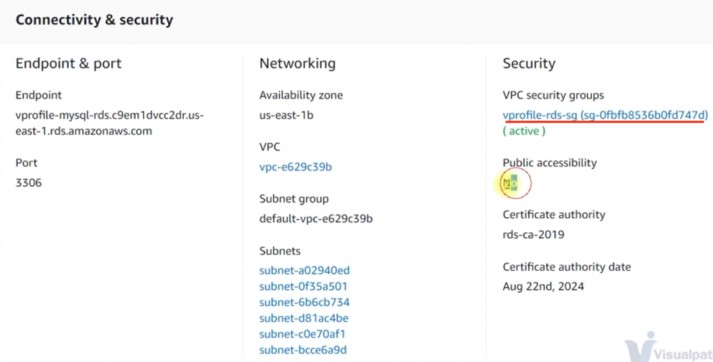 Connectivity & security
Endpoint & port
Endpoint
vprofile-mysql-rds.c9em1dvcc2dr.us-
east-1.rds.amazonaws.com
Port
3306
Networking
Availability zone
us-east-1b
VPC
vpc-e629c39b
Subnet group
default-vpc-e629c39b
Subnets
subnet-a02940ed
subnet-0f35a501
subnet-6b6cb734
subnet-d81ac4be
subnet-c0e70af1
subnet-bcce6a9d
Security
VPC security groups
vprofile-rds-sg (sg-0fbfb8536b0fd747d)
( active )
Public accessibility
No
Certificate authority
rds-ca-2019
Certificate authority date
Aug 22nd, 2024
Visualpat